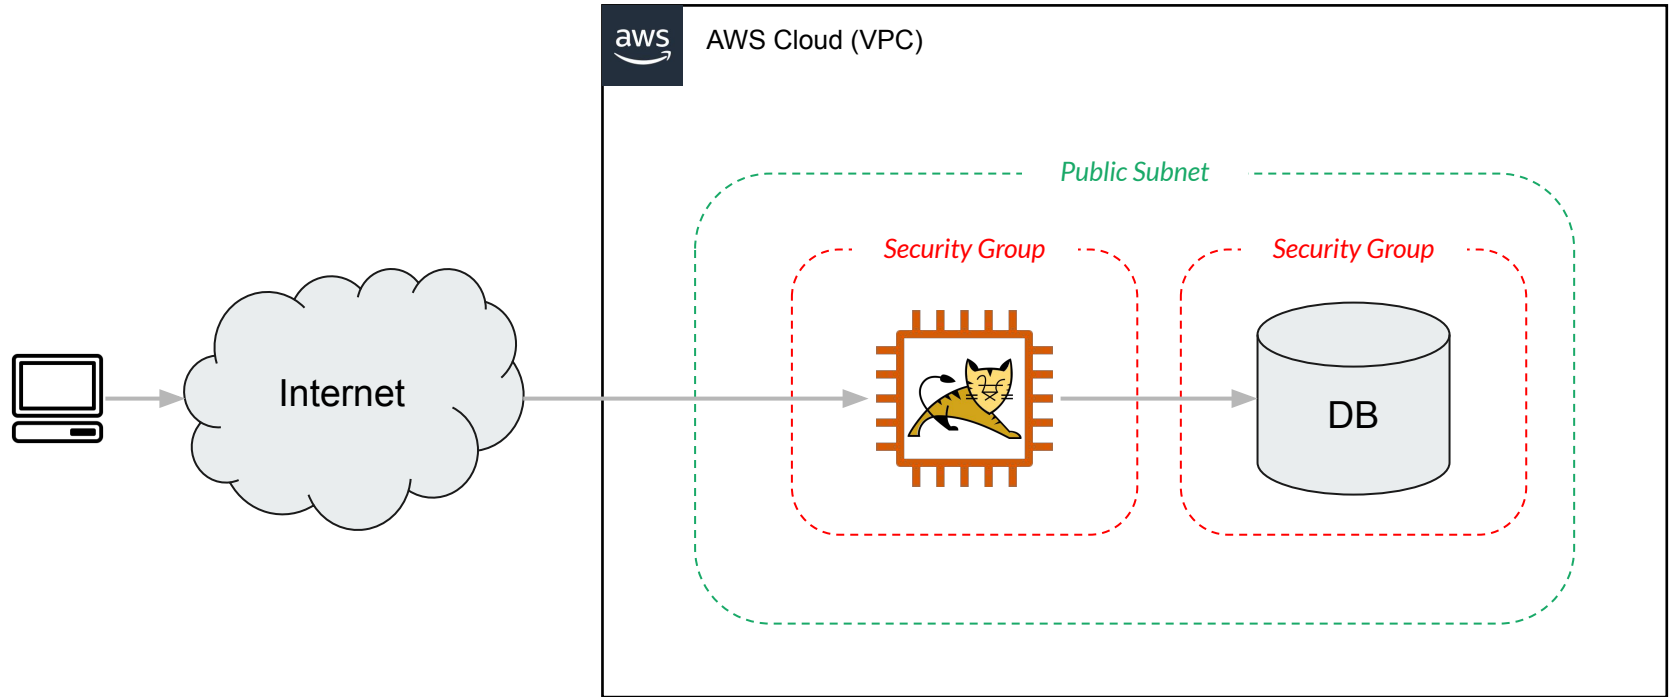 aws
AWS Cloud (VPC)
Public Subnet
Security Group
Security Group
Internet
DB